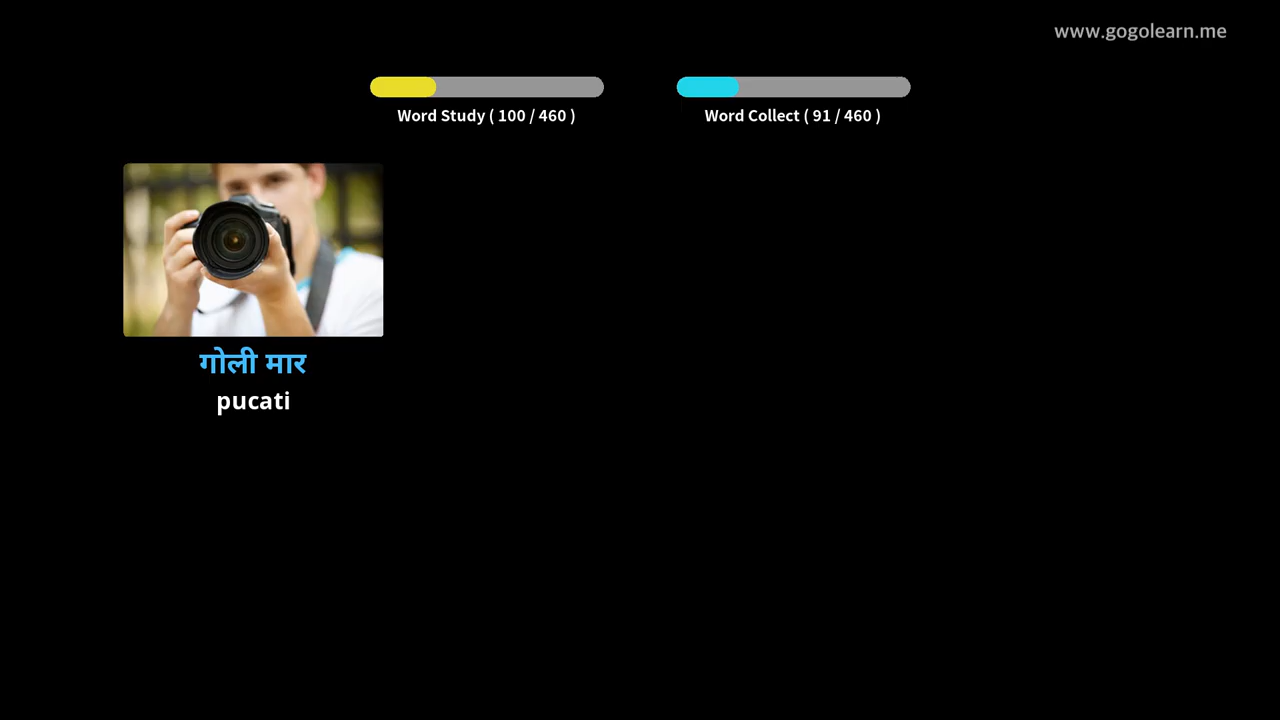 www.gogolearn.me
Word Study ( 100 / 460 )
Word Collect ( 91 / 460 )
गोली मार
pucati